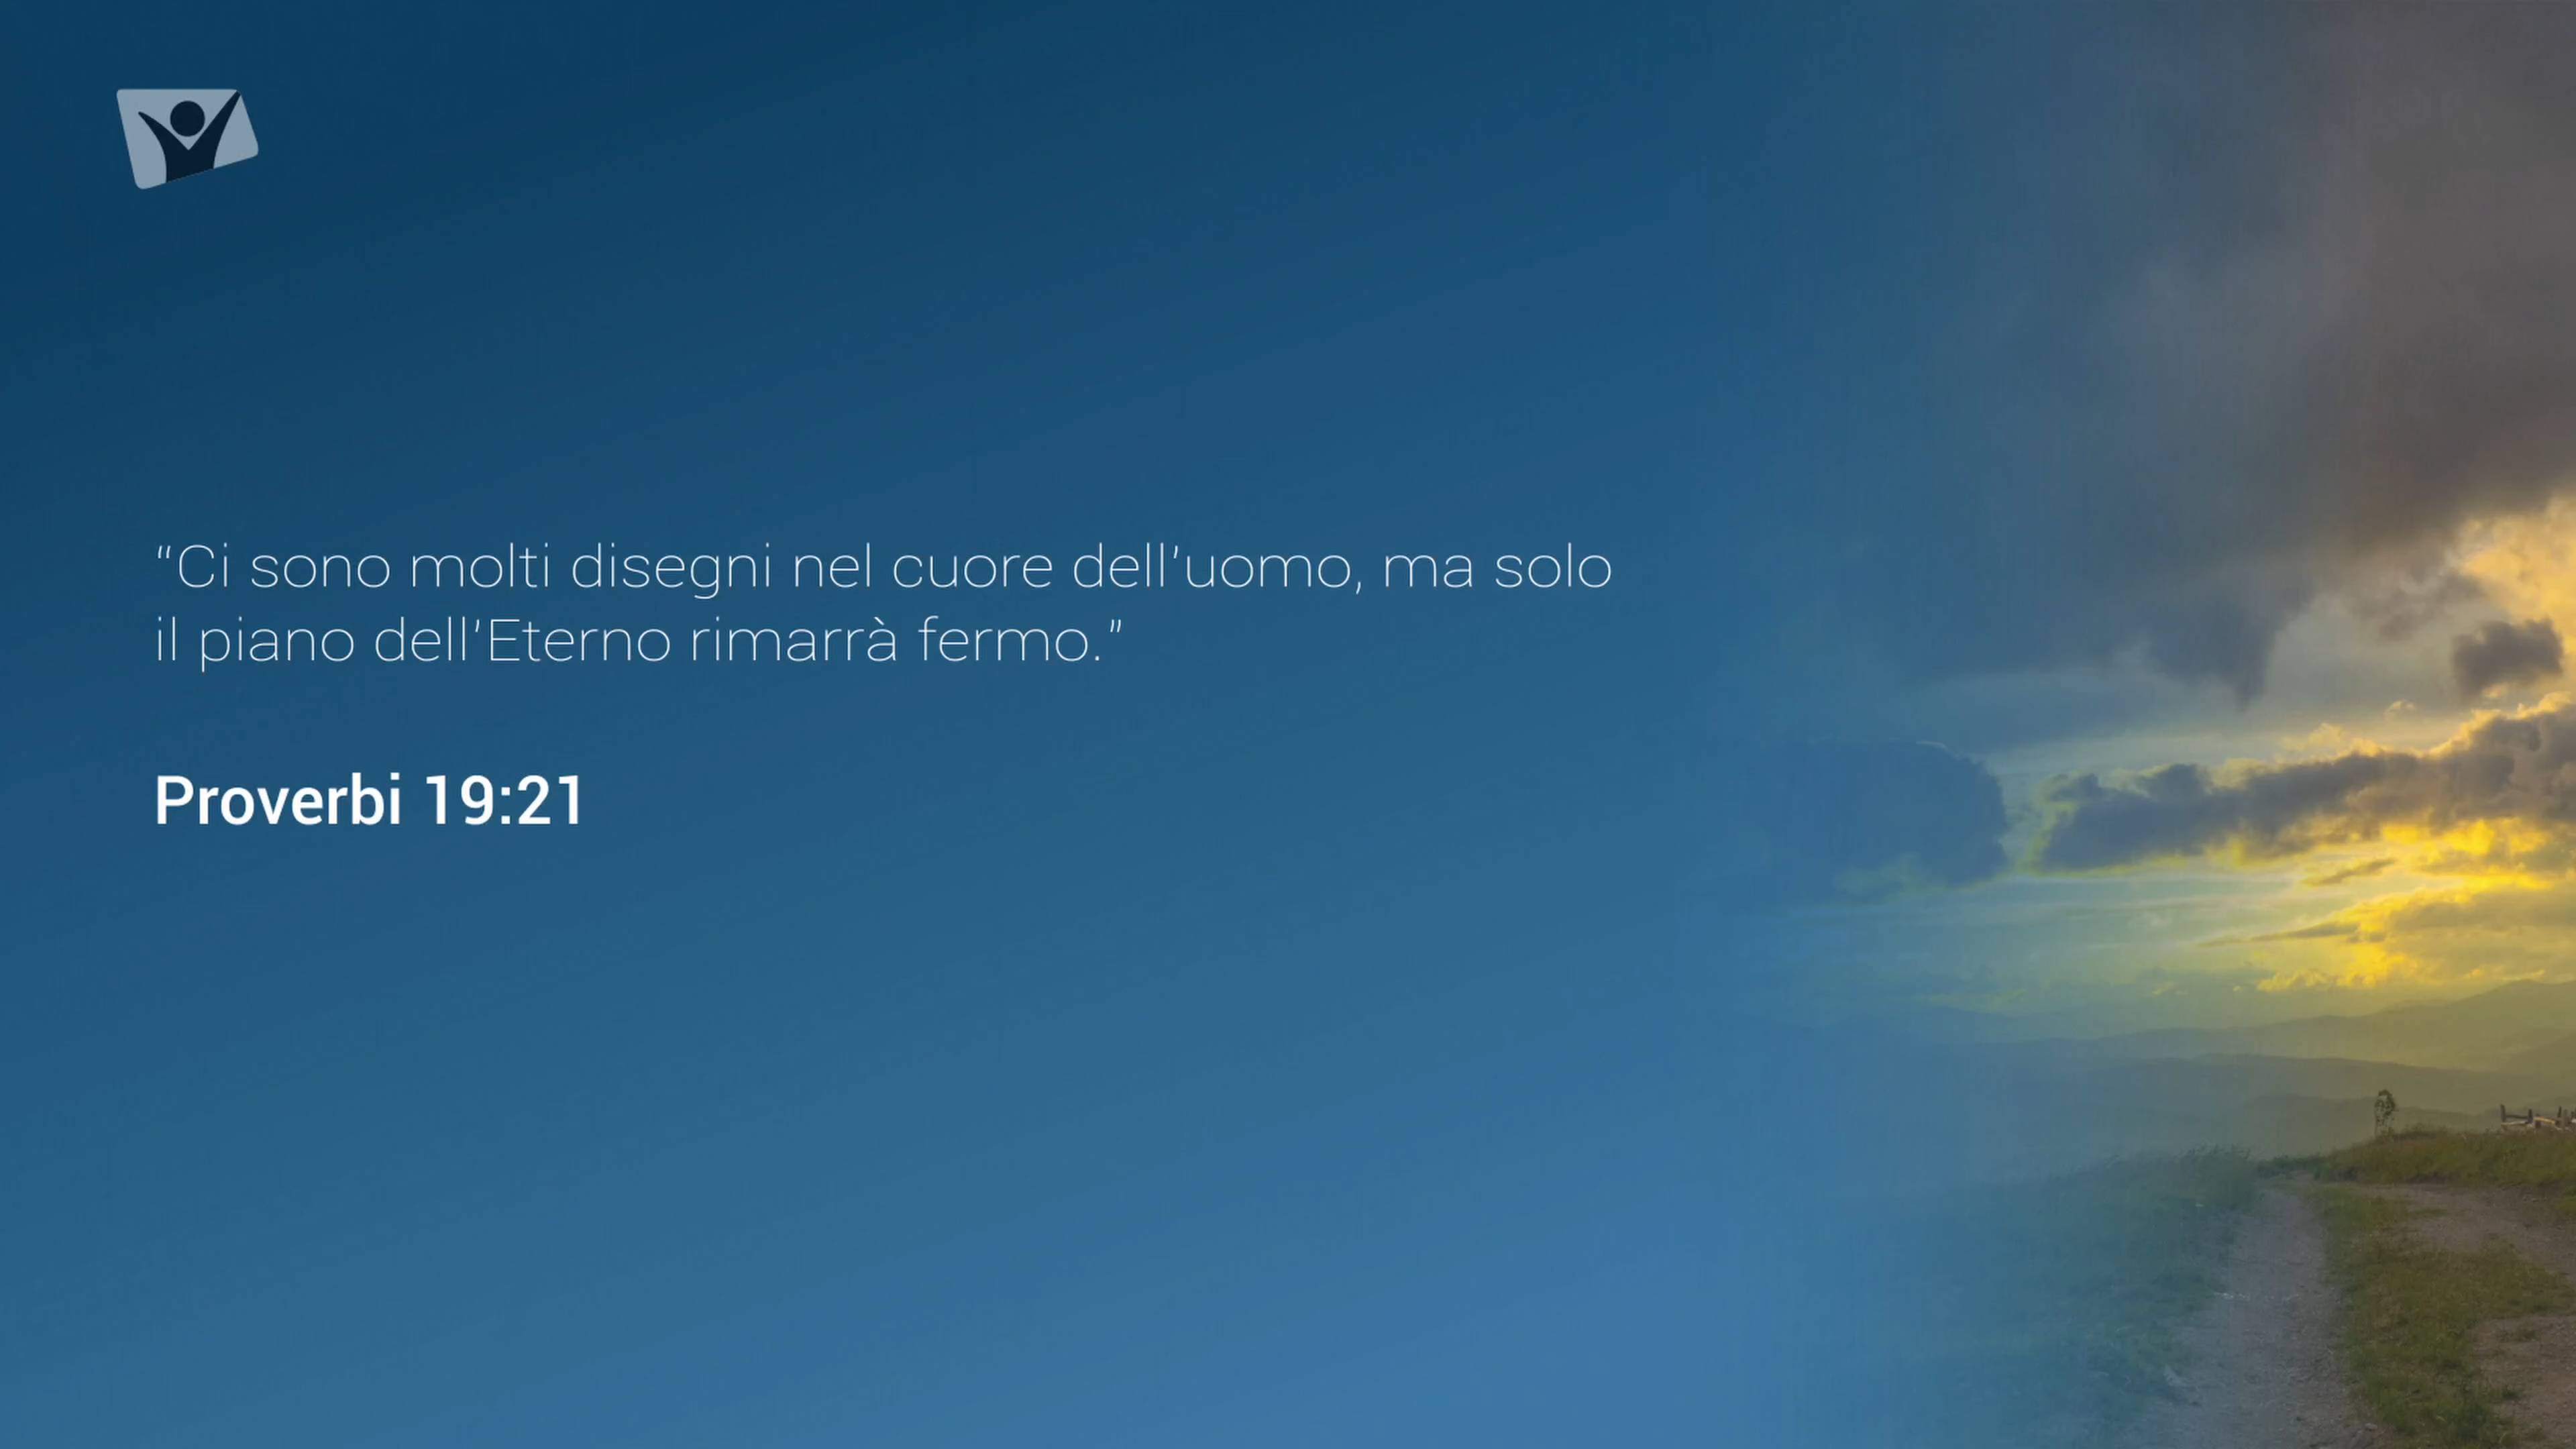 “Ci sono molti disegni nel cuore dell’uomo, ma solo
il piano dell’Eterno rimarrà fermo.”
Proverbi 19:21